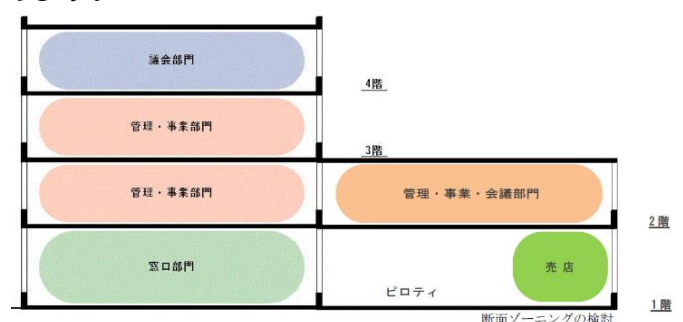 議会部門
4階
管理・事業部門
3階
管理・事業部門
管理・事業・会議部門
2階
窓口部門
売店
ピロティ
1階
断面ゾーニングの検討